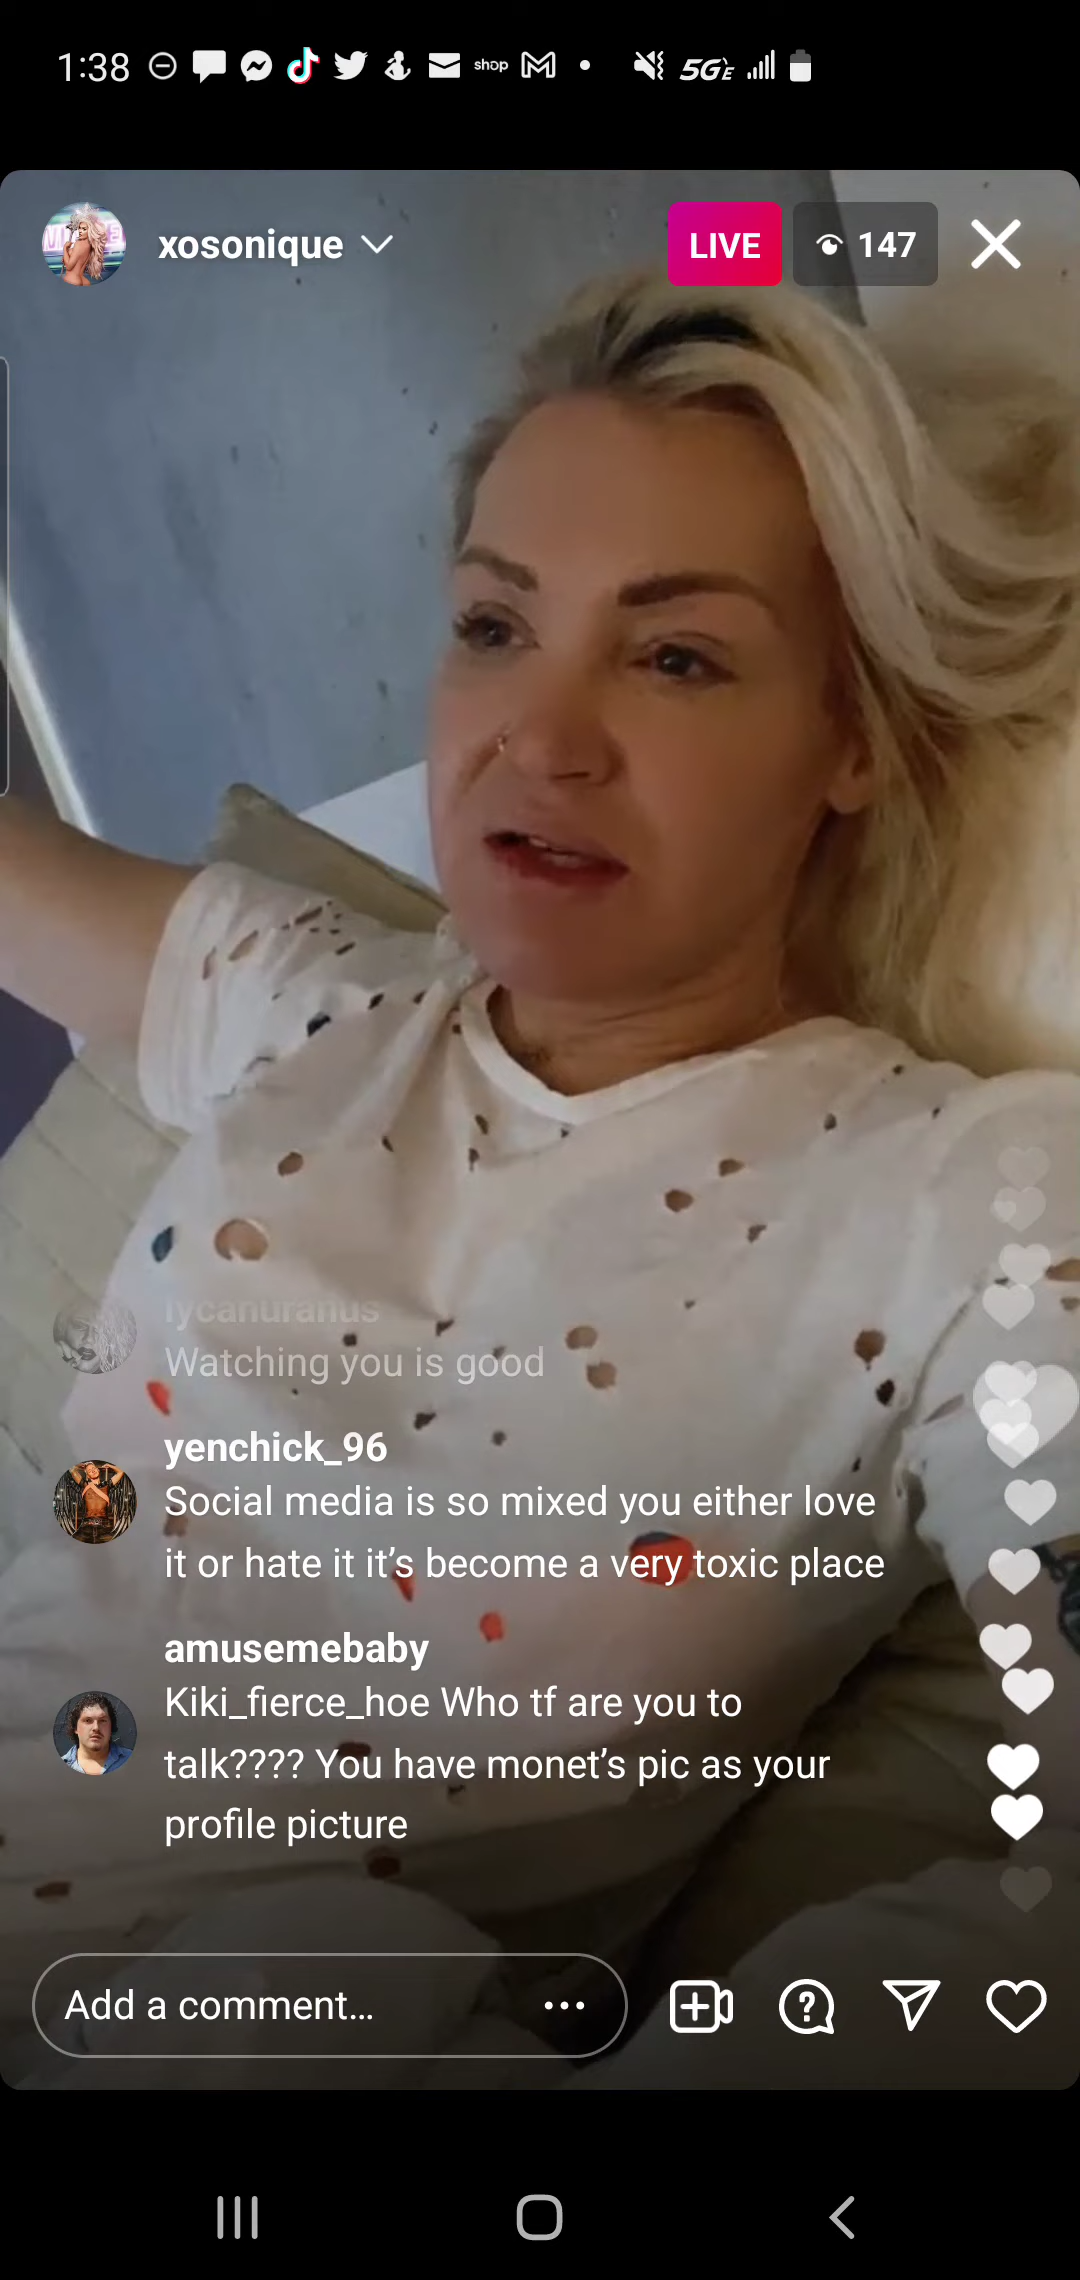 1:38
shop
5GE
xosonique
LIVE
147
lycanuranus
Watching you is good
yenchick_96
Social media is so mixed you either love
it or hate it it’s become a very toxic place
amusemebaby
Kiki_fierce_hoe Who tf are you to
talk???? You have monet’s pic as your
profile picture
Add a comment...